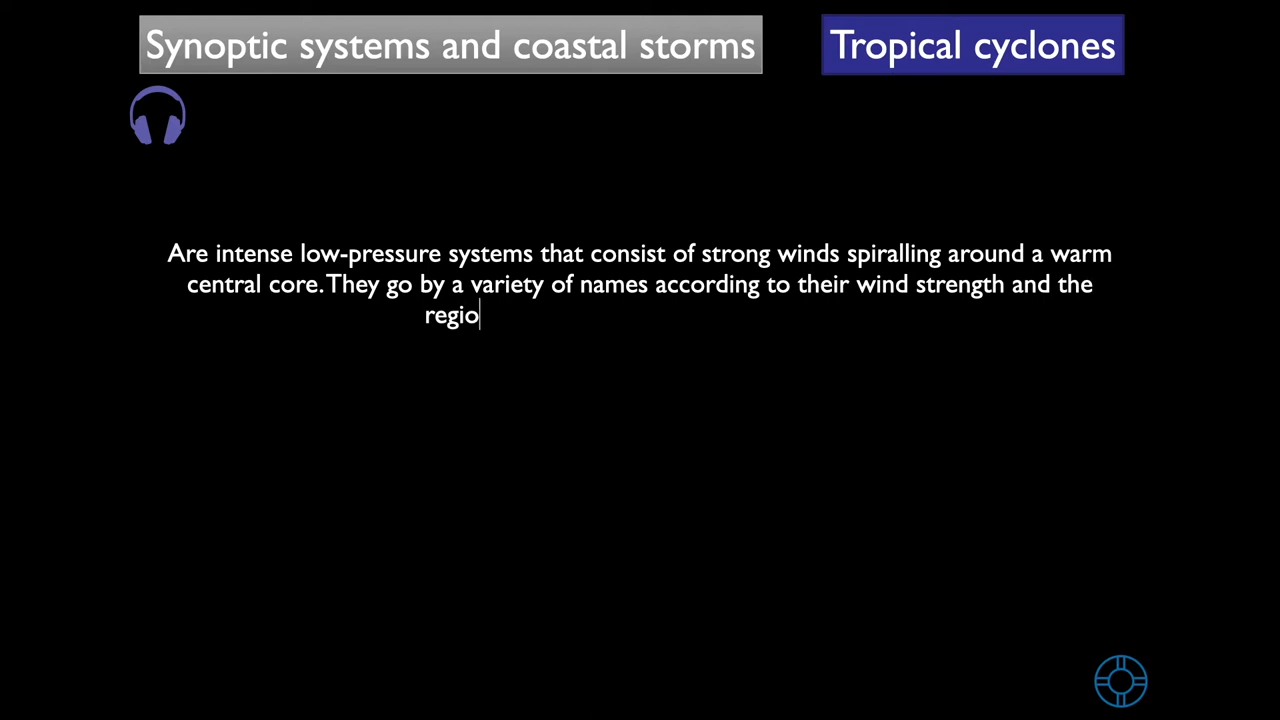 Synoptic systems and coastal storms
Tropical cyclones
Are intense low-pressure systems that consist of strong winds spiralling around a warm
central core. They go by a variety of names according to their wind strength and the
regio